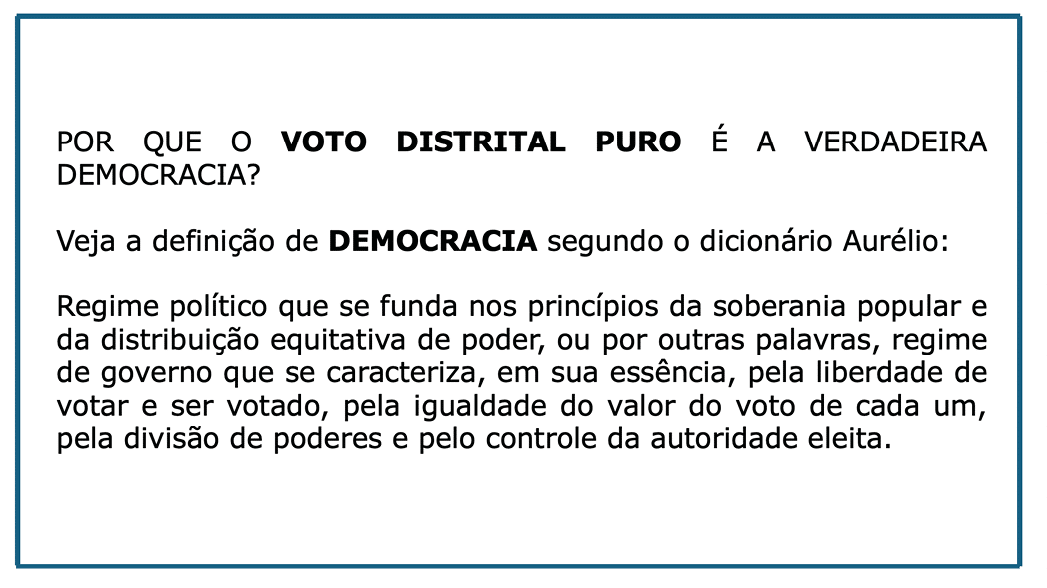 POR QUE O VOTO DISTRITAL PURO É A VERDADEIRA
DEMOCRACIA?
Veja a definição de DEMOCRACIA segundo o dicionário Aurélio:
Regime político que se funda nos princípios da soberania popular e
da distribuição equitativa de poder, ou por outras palavras, regime
de governo que se caracteriza, em sua essência, pela liberdade de
votar e ser votado, pela igualdade do valor do voto de cada um,
pela divisão de poderes e pelo controle da autoridade eleita.